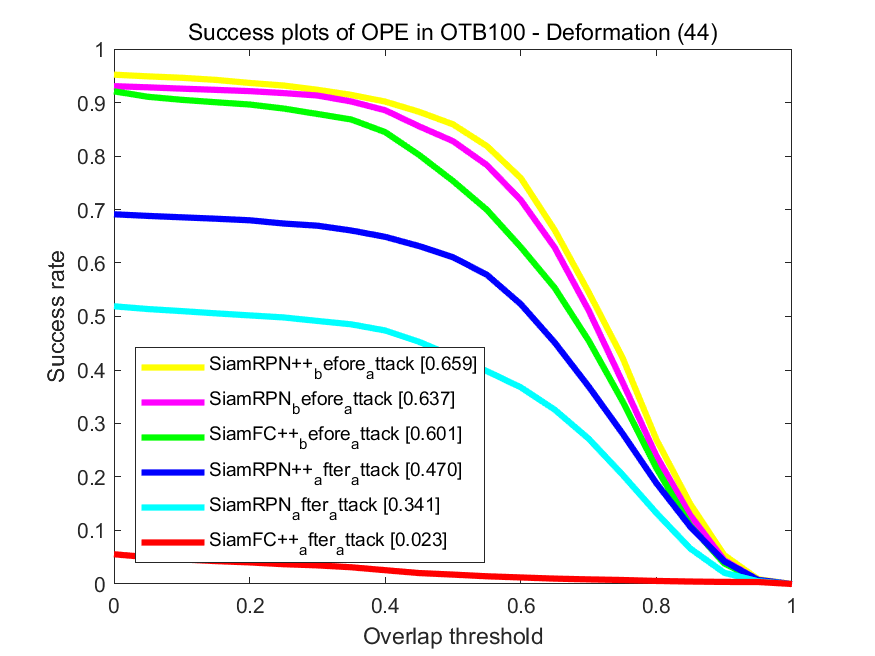 Success plots of OPE in OTB100 - Deformation (44)
1
0.9
0.8
0.7
0.6
0.5
0.4
0.3
0.2
0.1
0
Success rate
SiamRPN++_before_attack [0.659]
SiamRPN_before_attack [0.637]
SiamFC++_before_attack [0.601]
SiamRPN++_after_attack [0.470]
SiamRPN_after_attack [0.341]
SiamFC++_after_attack [0.023]
0 0.2 0.4 0.6 0.8 1
Overlap threshold